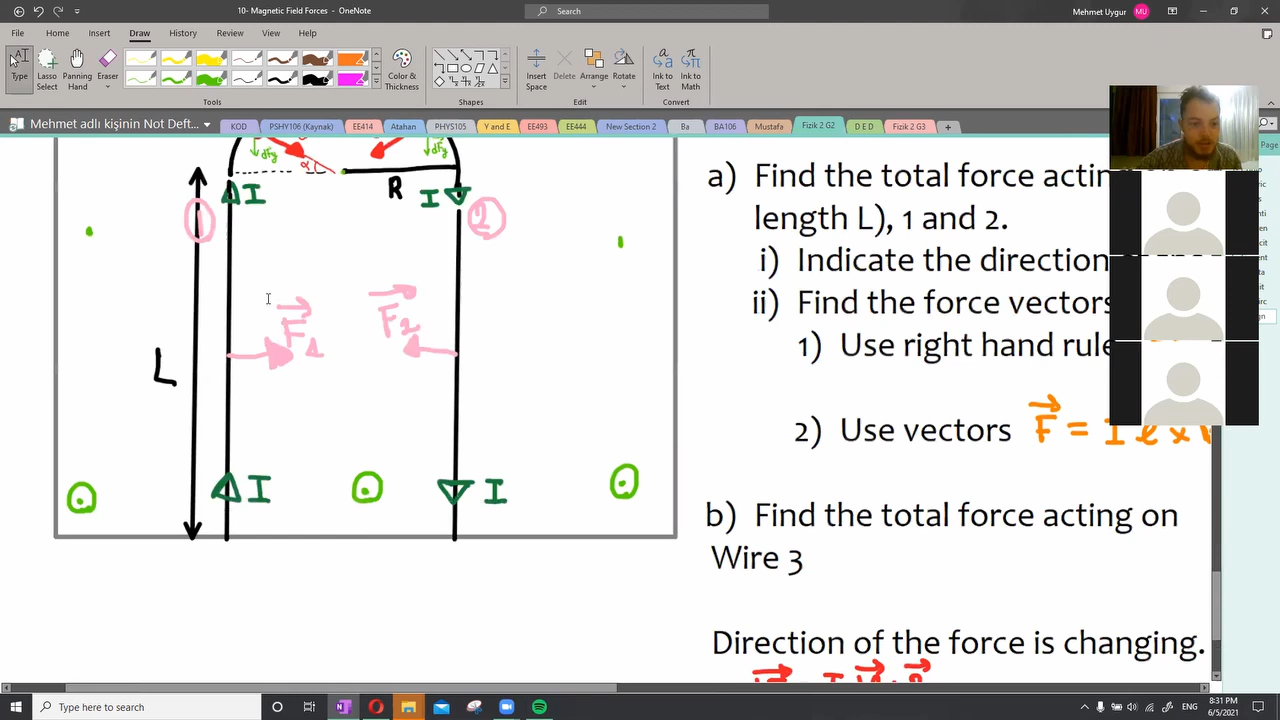 10- Magnetic Field Forces - OneNote
Search
Mehmet Uygur
MU
File Home Insert Draw History Review View Help
Type
Lasso Select
Panning Hand
Eraser
Color & Thickness
Insert Space
Delete
Arrange
Rotate
Ink to Text
Ink to Math
Tools
Shapes
Edit
Convert
Mehmet adlı kişinin Not Deft...
KOD
PSHY106 (Kaynak)
EE414
Atahan
PHYS105
Y and E
EE493
EE444
New Section 2
Ba
BA106
Mustafa
Fizik 2 G2
D E D
Fizik 2 G3
Page
dFy
α
dFy
R
I
I
1
2
F1
F2
L
I
I
a) Find the total force acting
length L), 1 and 2.
i) Indicate the direction
ii) Find the force vectors
1) Use right hand rule
2) Use vectors F = I l x
b) Find the total force acting on
Wire 3
Direction of the force is changing.
Type here to search
ENG
8:31 PM
6/5/2021